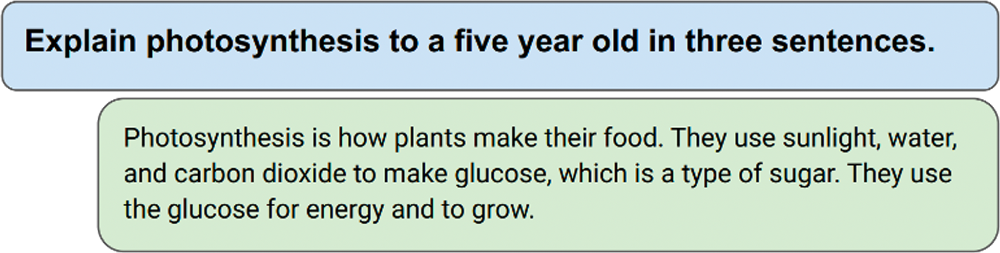 Explain photosynthesis to a five year old in three sentences.
Photosynthesis is how plants make their food. They use sunlight, water,
and carbon dioxide to make glucose, which is a type of sugar. They use
the glucose for energy and to grow.